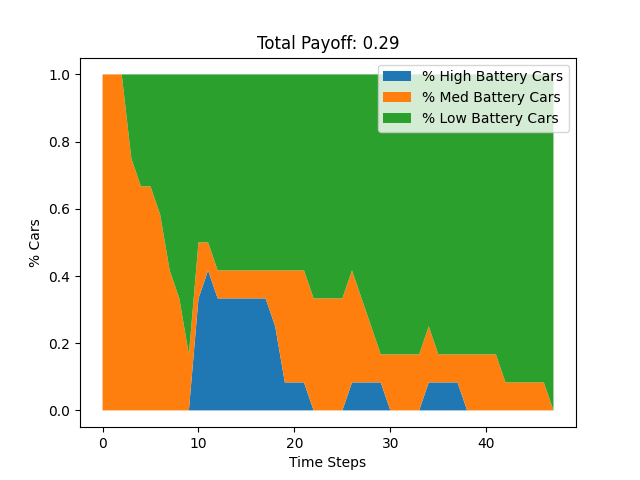 Total Payoff: 0.29
% High Battery Cars
% Med Battery Cars
% Low Battery Cars
1.0
0.8
0.6
0.4
0.2
0.0
% Cars
0 10 20 30 40
Time Steps